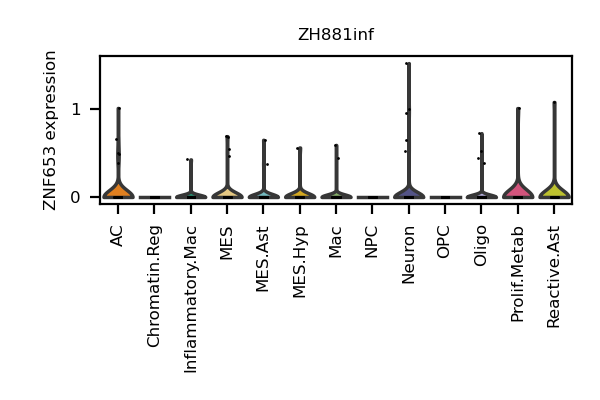 ZH881inf
ZNF653 expression
1
0
AC
Chromatin.Reg
Inflammatory.Mac
MES
MES.Ast
MES.Hyp
Mac
NPC
Neuron
OPC
Oligo
Prolif.Metab
Reactive.Ast